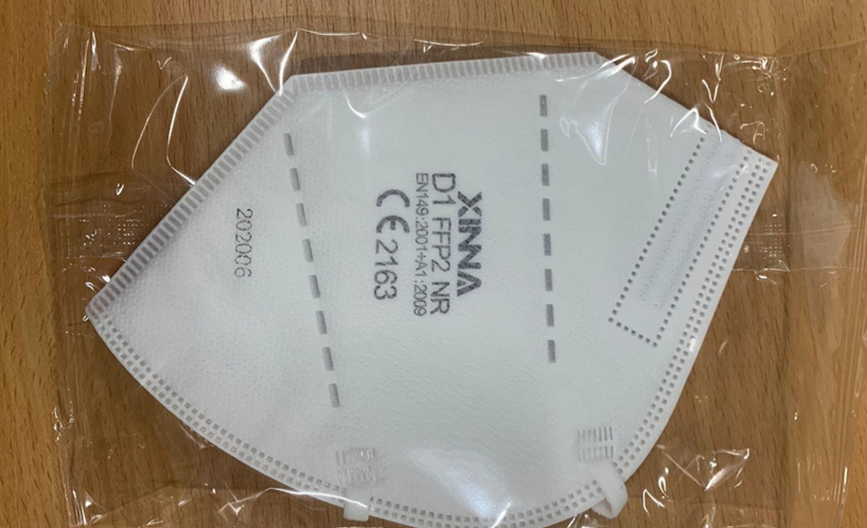 XINNA
D1 FFP2 NR
EN149:2001+A1:2009
CE 2163
202006